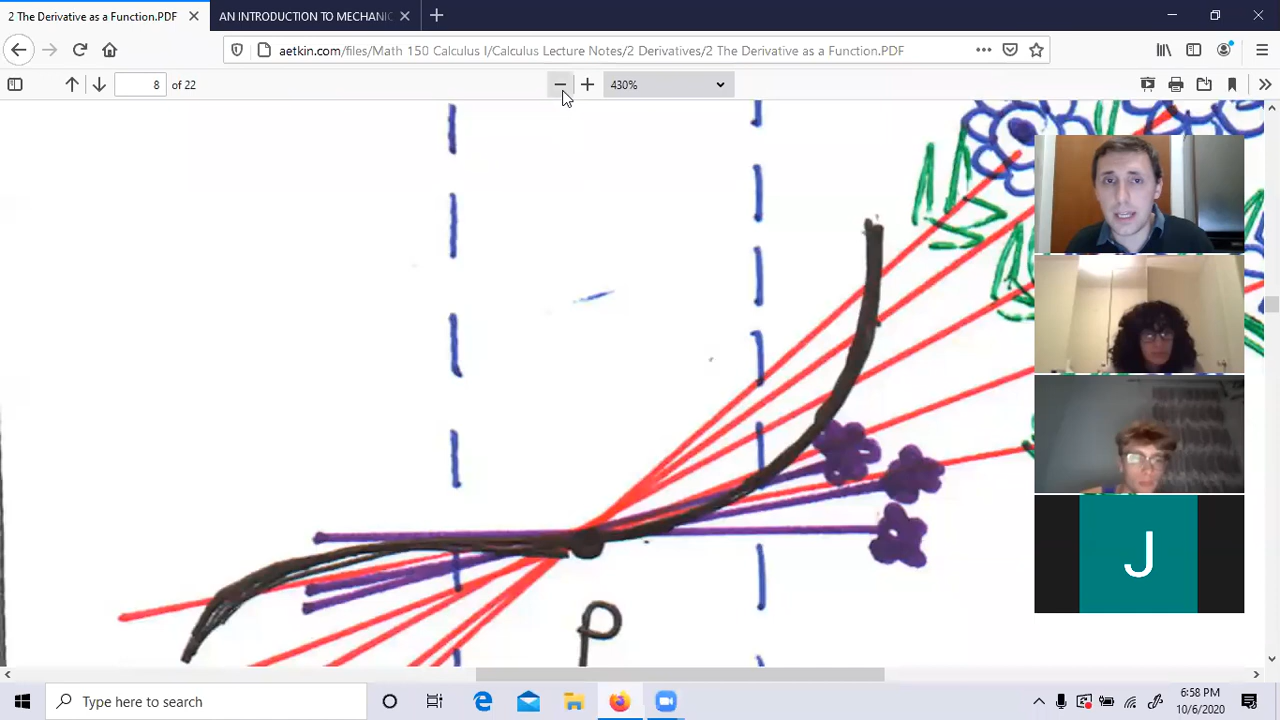 2 The Derivative as a Function.PDF
AN INTRODUCTION TO MECHANIC
aetkin.com/files/Math 150 Calculus I/Calculus Lecture Notes/2 Derivatives/2 The Derivative as a Function.PDF
8 of 22
430%
P
J
Type here to search
6:58 PM
10/6/2020